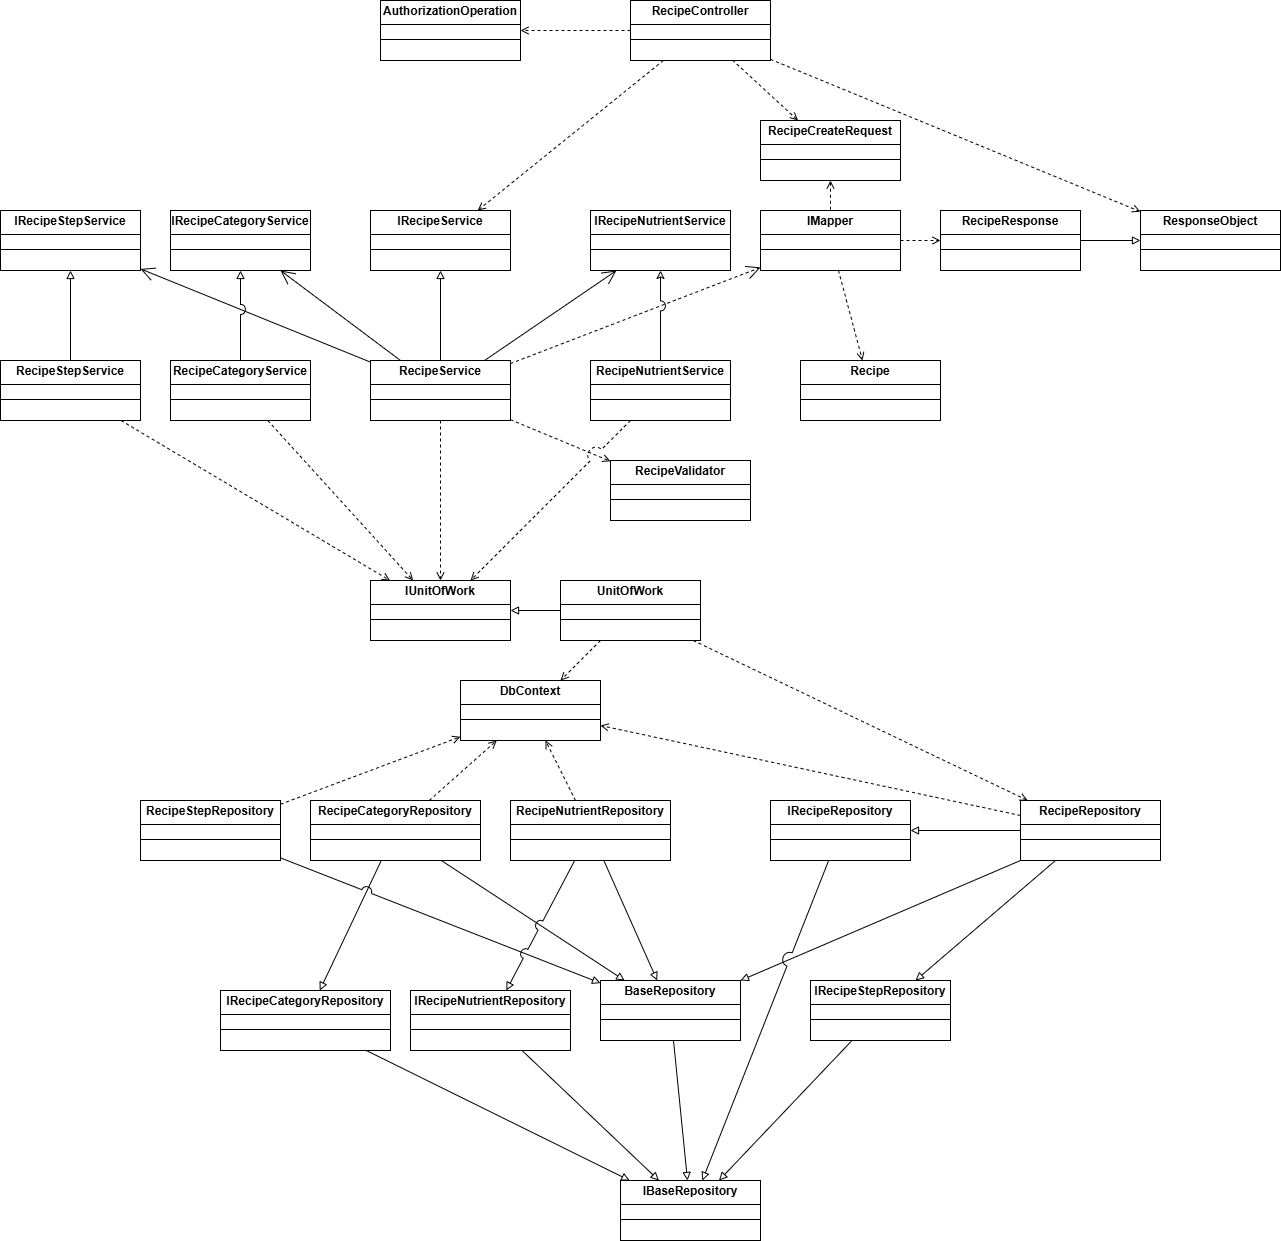 AuthorizationOperation
RecipeController
RecipeCreateRequest
IRecipeStepService
IRecipeCategoryService
IRecipeService
IRecipeNutrientService
IMapper
RecipeResponse
ResponseObject
RecipeStepService
RecipeCategoryService
RecipeService
RecipeNutrientService
Recipe
RecipeValidator
IUnitOfWork
UnitOfWork
DbContext
RecipeStepRepository
RecipeCategoryRepository
RecipeNutrientRepository
IRecipeRepository
RecipeRepository
IRecipeCategoryRepository
IRecipeNutrientRepository
BaseRepository
IRecipeStepRepository
IBaseRepository